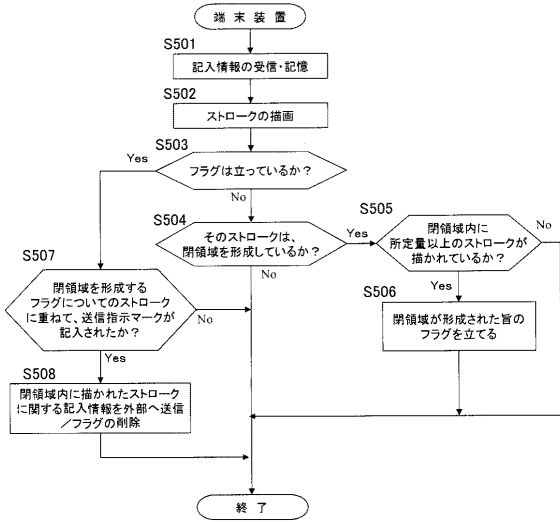 端末装置
S501
記入情報の受信・記憶
S502
ストロークの描画
S503
フラグは立っているか?
Yes
No
S504
そのストロークは、
閉領域を形成しているか?
Yes
No
S505
閉領域内に
所定量以上のストロークが
描かれているか?
No
Yes
S506
閉領域が形成された旨の
フラグを立てる
S507
閉領域を形成する
フラグについてのストローク
に重ねて、送信指示マークが
記入されたか?
No
Yes
S508
閉領域内に描かれたストローク
に関する記入情報を外部へ送信
/フラグの削除
終了